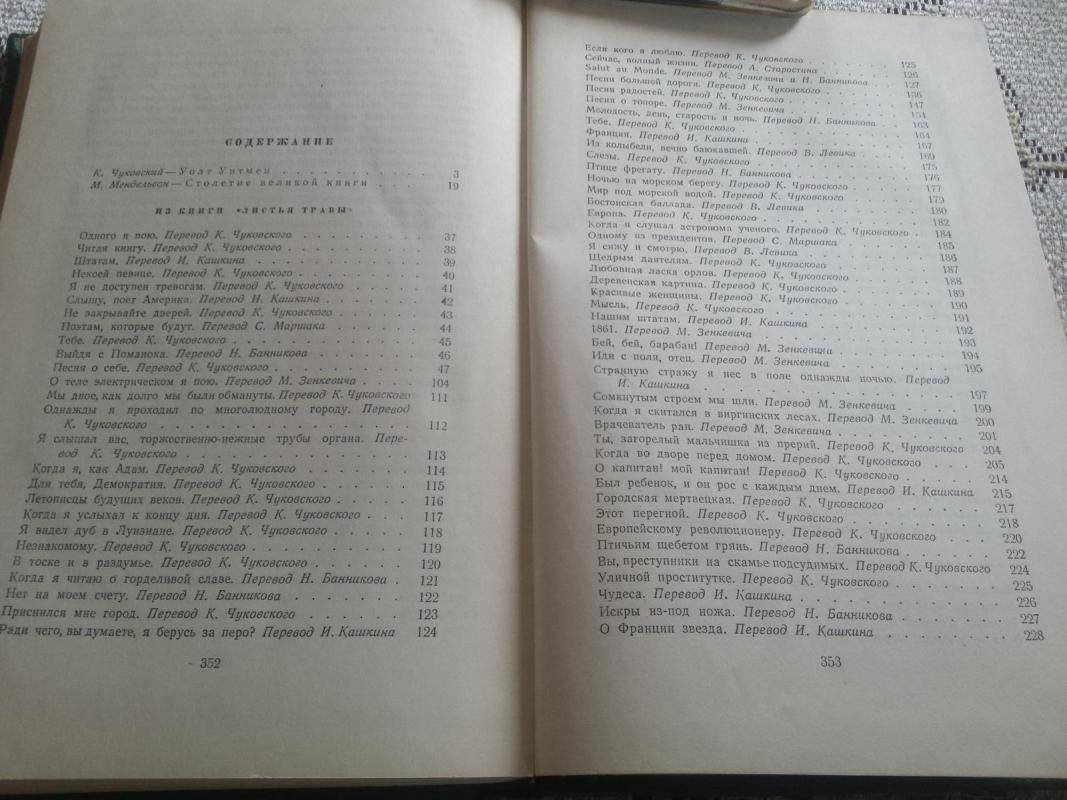 СОДЕРЖАНИЕ
К. Чуковский — Уолт Уитмен . . . . . . . . . . . . . . . 3
М. Мендельсон — Столетие великой книги . . . . . . . . 19
ИЗ КНИГИ «ЛИСТЬЯ ТРАВЫ»
Одного я пою. Перевод К. Чуковского . . . . . . . . . . 37
Читая книгу. Перевод К. Чуковского . . . . . . . . . . 38
Штатам. Перевод И. Кашкина . . . . . . . . . . 39
Некоей певице. Перевод К. Чуковского . . . . . . . . . . 40
Я не доступен тревогам. Перевод К. Чуковского . . . . . . 41
Слышу, поет Америка. Перевод И. Кашкина . . . . . . . . 42
Не закрывайте дверей. Перевод К. Чуковского . . . . . . 43
Поэтам, которые будут. Перевод С. Маршака . . . . . . . 44
Тебе. Перевод К. Чуковского . . . . . . . . . . 45
Выйдя с Поманока. Перевод Н. Банникова . . . . . . . . 46
Песня о себе. Перевод К. Чуковского . . . . . . . . . . 47
О теле электрическом я пою. Перевод М. Зенкевича . . . . 104
Мы двое, как долго мы были обмануты. Перевод К. Чуковского 111
Однажды я проходил по многолюдному городу. Перевод
К. Чуковского . . . . . . . . . . . . . . . 112
Я слышал вас, торжественно-нежные трубы органа. Пере-
вод К. Чуковского . . . . . . . . . . . . . . . 113
Когда я, как Адам. Перевод К. Чуковского . . . . . . . . 114
Для тебя, Демократия. Перевод К. Чуковского . . . . . . 115
Летописцы будущих веков. Перевод К. Чуковского . . . . . 116
Когда я услыхал к концу дня. Перевод К. Чуковского . . . 117
Я видел дуб в Луизиане. Перевод К. Чуковского . . . . . 118
Незнакомому. Перевод К. Чуковского . . . . . . . . . . 119
В тоске и в раздумье. Перевод К. Чуковского . . . . . . 120
Когда я читаю о горделивой славе. Перевод Н. Банникова . 121
Нет на моем счету. Перевод Н. Банникова . . . . . . . . 122
Приснился мне город. Перевод К. Чуковского . . . . . . . 123
Ради чего, вы думаете, я берусь за перо? Перевод И. Кашкина 124
352
Если кого я люблю. Перевод К. Чуковского . . . . . . . 125
Сейчас, полный жизни. Перевод А. Старостина . . . . . . 126
Salut au Monde. Перевод М. Зенкевича и Н. Банникова . . 127
Песня большой дороги. Перевод К. Чуковского . . . . . . 136
Песня радостей. Перевод К. Чуковского . . . . . . . . . 147
Песня о топоре. Перевод М. Зенкевича . . . . . . . . . 154
Молодость, день, старость и ночь. Перевод Н. Банникова . . 163
Тебе. Перевод К. Чуковского . . . . . . . . . . 164
Франция. Перевод И. Кашкина . . . . . . . . . . 167
Из колыбели, вечно баюкавшей. Перевод В. Левика . . . . 169
Слезы. Перевод К. Чуковского . . . . . . . . . . 175
Птице фрегату. Перевод Н. Банникова . . . . . . . . . . 176
Ночью на морском берегу. Перевод К. Чуковского . . . . . 177
Мир под морской водой. Перевод К. Чуковского . . . . . . 179
Бостонская баллада. Перевод В. Левика . . . . . . . . . 180
Европа. Перевод К. Чуковского . . . . . . . . . . 182
Когда я слушал астронома ученого. Перевод К. Чуковского . 184
Одному из президентов. Перевод С. Маршака . . . . . . . 185
Я сижу и смотрю. Перевод В. Левика . . . . . . . . . . 186
Щедрым даятелям. Перевод К. Чуковского . . . . . . . . 187
Любовная ласка орлов. Перевод К. Чуковского . . . . . . 188
Деревенская картина. Перевод К. Чуковского . . . . . . . 189
Красивые женщины. Перевод К. Чуковского . . . . . . . . 190
Мысль. Перевод К. Чуковского . . . . . . . . . . 191
Нашим штатам. Перевод И. Кашкина . . . . . . . . . . 192
1861. Перевод М. Зенкевича . . . . . . . . . . 193
Бей, бей, барабан! Перевод М. Зенкевича . . . . . . . . 194
Иди с поля, отец. Перевод М. Зенкевича . . . . . . . . 195
Странную стражу я нес в поле однажды ночью. Перевод
И. Кашкина . . . . . . . . . . . . . . . 197
Сомкнутым строем мы шли. Перевод М. Зенкевича . . . . . 199
Когда я скитался в виргинских лесах. Перевод М. Зенкевича 200
Врачеватель ран. Перевод М. Зенкевича . . . . . . . . . 201
Ты, загорелый мальчишка из прерий. Перевод К. Чуковского 204
Когда во дворе перед домом. Перевод К. Чуковского . . . . 205
О капитан! мой капитан! Перевод К. Чуковского . . . . . 214
Был ребенок, и он рос с каждым днем. Перевод И. Кашкина 215
Городская мертвецкая. Перевод К. Чуковского . . . . . . 217
Этот перегной. Перевод К. Чуковского . . . . . . . . . 218
Европейскому революционеру. Перевод К. Чуковского . . . 220
Птичьим щебетом грянь. Перевод Н. Банникова . . . . . . 222
Вы, преступники на скамье подсудимых. Перевод К. Чуковского 224
Уличной проститутке. Перевод К. Чуковского . . . . . . . 225
Чудеса. Перевод И. Кашкина . . . . . . . . . . 226
Искры из-под ножа. Перевод Н. Банникова . . . . . . . . 227
О Франции звезда. Перевод И. Кашкина . . . . . . . . . 228
353